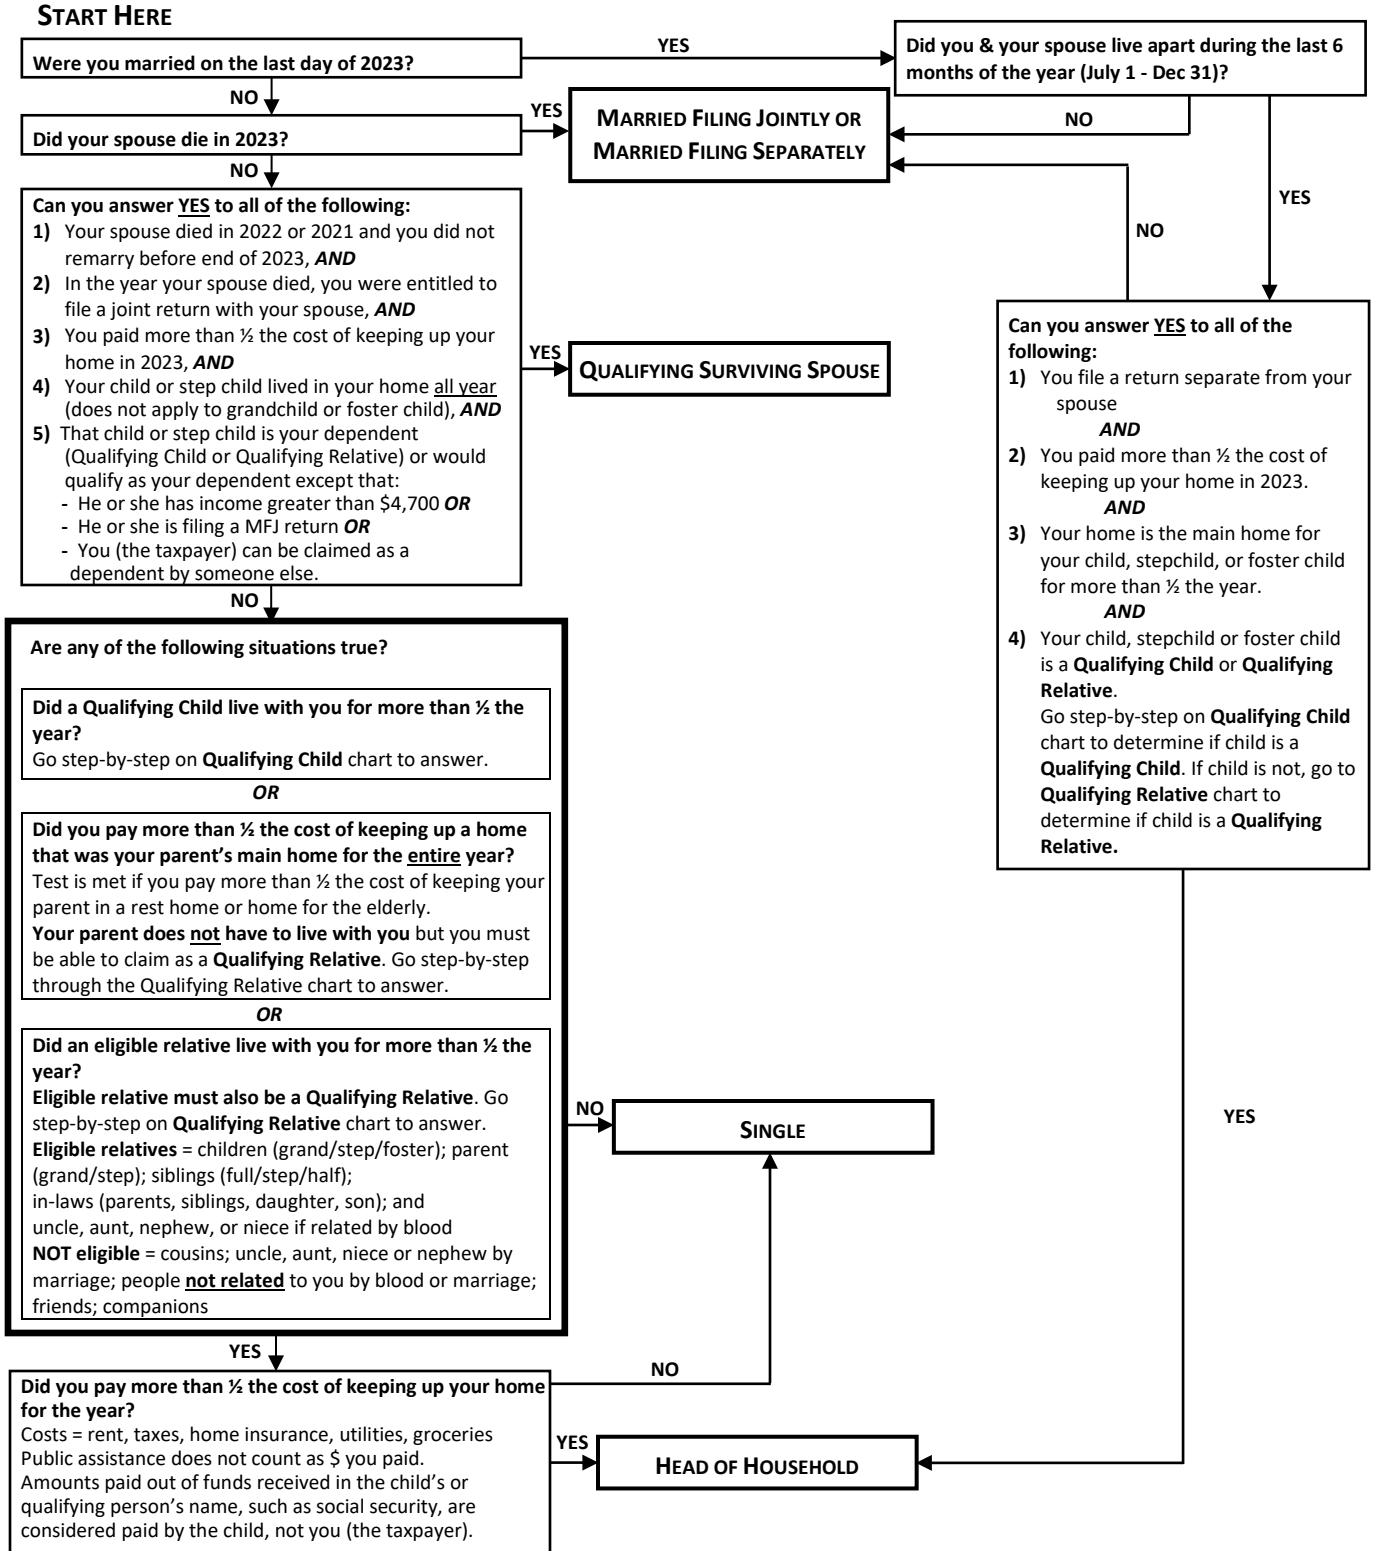 START HERE
Were you married on the last day of 2023?
YES
Did you & your spouse live apart during the last 6
months of the year (July 1 - Dec 31)?
NO
Did your spouse die in 2023?
YES
MARRIED FILING JOINTLY OR
MARRIED FILING SEPARATELY
NO
YES
NO
NO
Can you answer YES to all of the following:
1) Your spouse died in 2022 or 2021 and you did not
remarry before end of 2023, AND
2) In the year your spouse died, you were entitled to
file a joint return with your spouse, AND
3) You paid more than ½ the cost of keeping up your
home in 2023, AND
4) Your child or step child lived in your home all year
(does not apply to grandchild or foster child), AND
5) That child or step child is your dependent
(Qualifying Child or Qualifying Relative) or would
qualify as your dependent except that:
- He or she has income greater than $4,700 OR
- He or she is filing a MFJ return OR
- You (the taxpayer) can be claimed as a
dependent by someone else.
YES
QUALIFYING SURVIVING SPOUSE
Can you answer YES to all of the
following:
1) You file a return separate from your
spouse
AND
2) You paid more than ½ the cost of
keeping up your home in 2023.
AND
3) Your home is the main home for
your child, stepchild, or foster child
for more than ½ the year.
AND
4) Your child, stepchild or foster child
is a Qualifying Child or Qualifying
Relative.
Go step-by-step on Qualifying Child
chart to determine if child is a
Qualifying Child. If child is not, go to
Qualifying Relative chart to
determine if child is a Qualifying
Relative.
NO
Are any of the following situations true?
Did a Qualifying Child live with you for more than ½ the
year?
Go step-by-step on Qualifying Child chart to answer.
OR
Did you pay more than ½ the cost of keeping up a home
that was your parent's main home for the entire year?
Test is met if you pay more than ½ the cost of keeping your
parent in a rest home or home for the elderly.
Your parent does not have to live with you but you must
be able to claim as a Qualifying Relative. Go step-by-step
through the Qualifying Relative chart to answer.
OR
Did an eligible relative live with you for more than ½ the
year?
Eligible relative must also be a Qualifying Relative. Go
step-by-step on Qualifying Relative chart to answer.
Eligible relatives = children (grand/step/foster); parent
(grand/step); siblings (full/step/half);
in-laws (parents, siblings, daughter, son); and
uncle, aunt, nephew, or niece if related by blood
NOT eligible = cousins; uncle, aunt, niece or nephew by
marriage; people not related to you by blood or marriage;
friends; companions
NO
SINGLE
YES
YES
NO
Did you pay more than ½ the cost of keeping up your home
for the year?
Costs = rent, taxes, home insurance, utilities, groceries
Public assistance does not count as $ you paid.
Amounts paid out of funds received in the child's or
qualifying person's name, such as social security, are
considered paid by the child, not you (the taxpayer).
YES
HEAD OF HOUSEHOLD